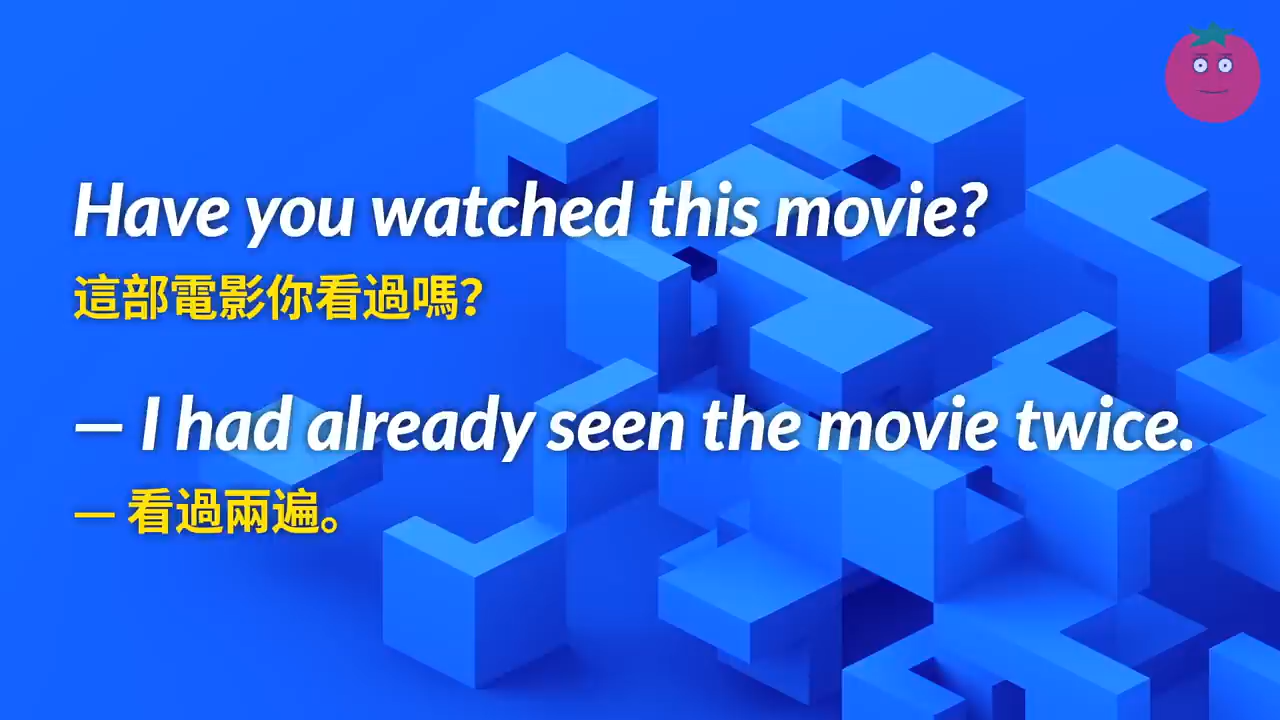 Have you watched this movie?
這部電影你看過嗎？
— I had already seen the movie twice.
— 看過兩遍。